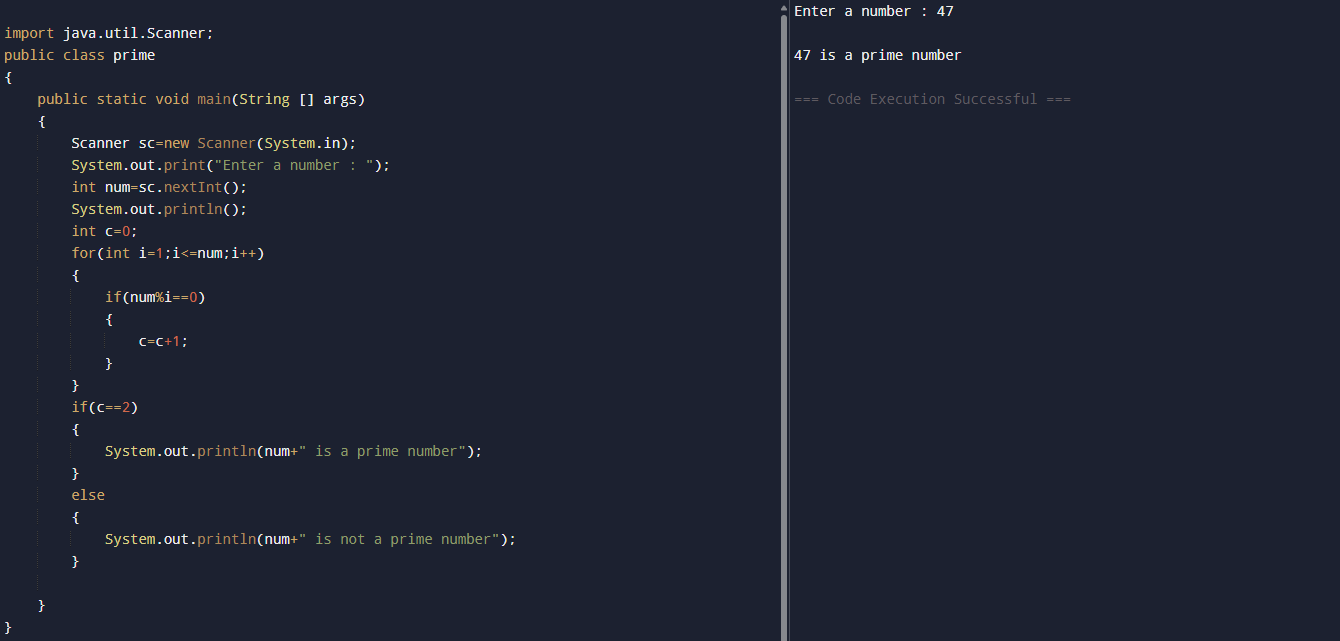 import java.util.Scanner;
public class prime
{
    public static void main(String [] args)
    {
        Scanner sc=new Scanner(System.in);
        System.out.print("Enter a number : ");
        int num=sc.nextInt();
        System.out.println();
        int c=0;
        for(int i=1;i<=num;i++)
        {
            if(num%i==0)
            {
                c=c+1;
            }
        }
        if(c==2)
        {
            System.out.println(num+" is a prime number");
        }
        else
        {
            System.out.println(num+" is not a prime number");
        }

    }
}
Enter a number : 47

47 is a prime number

=== Code Execution Successful ===